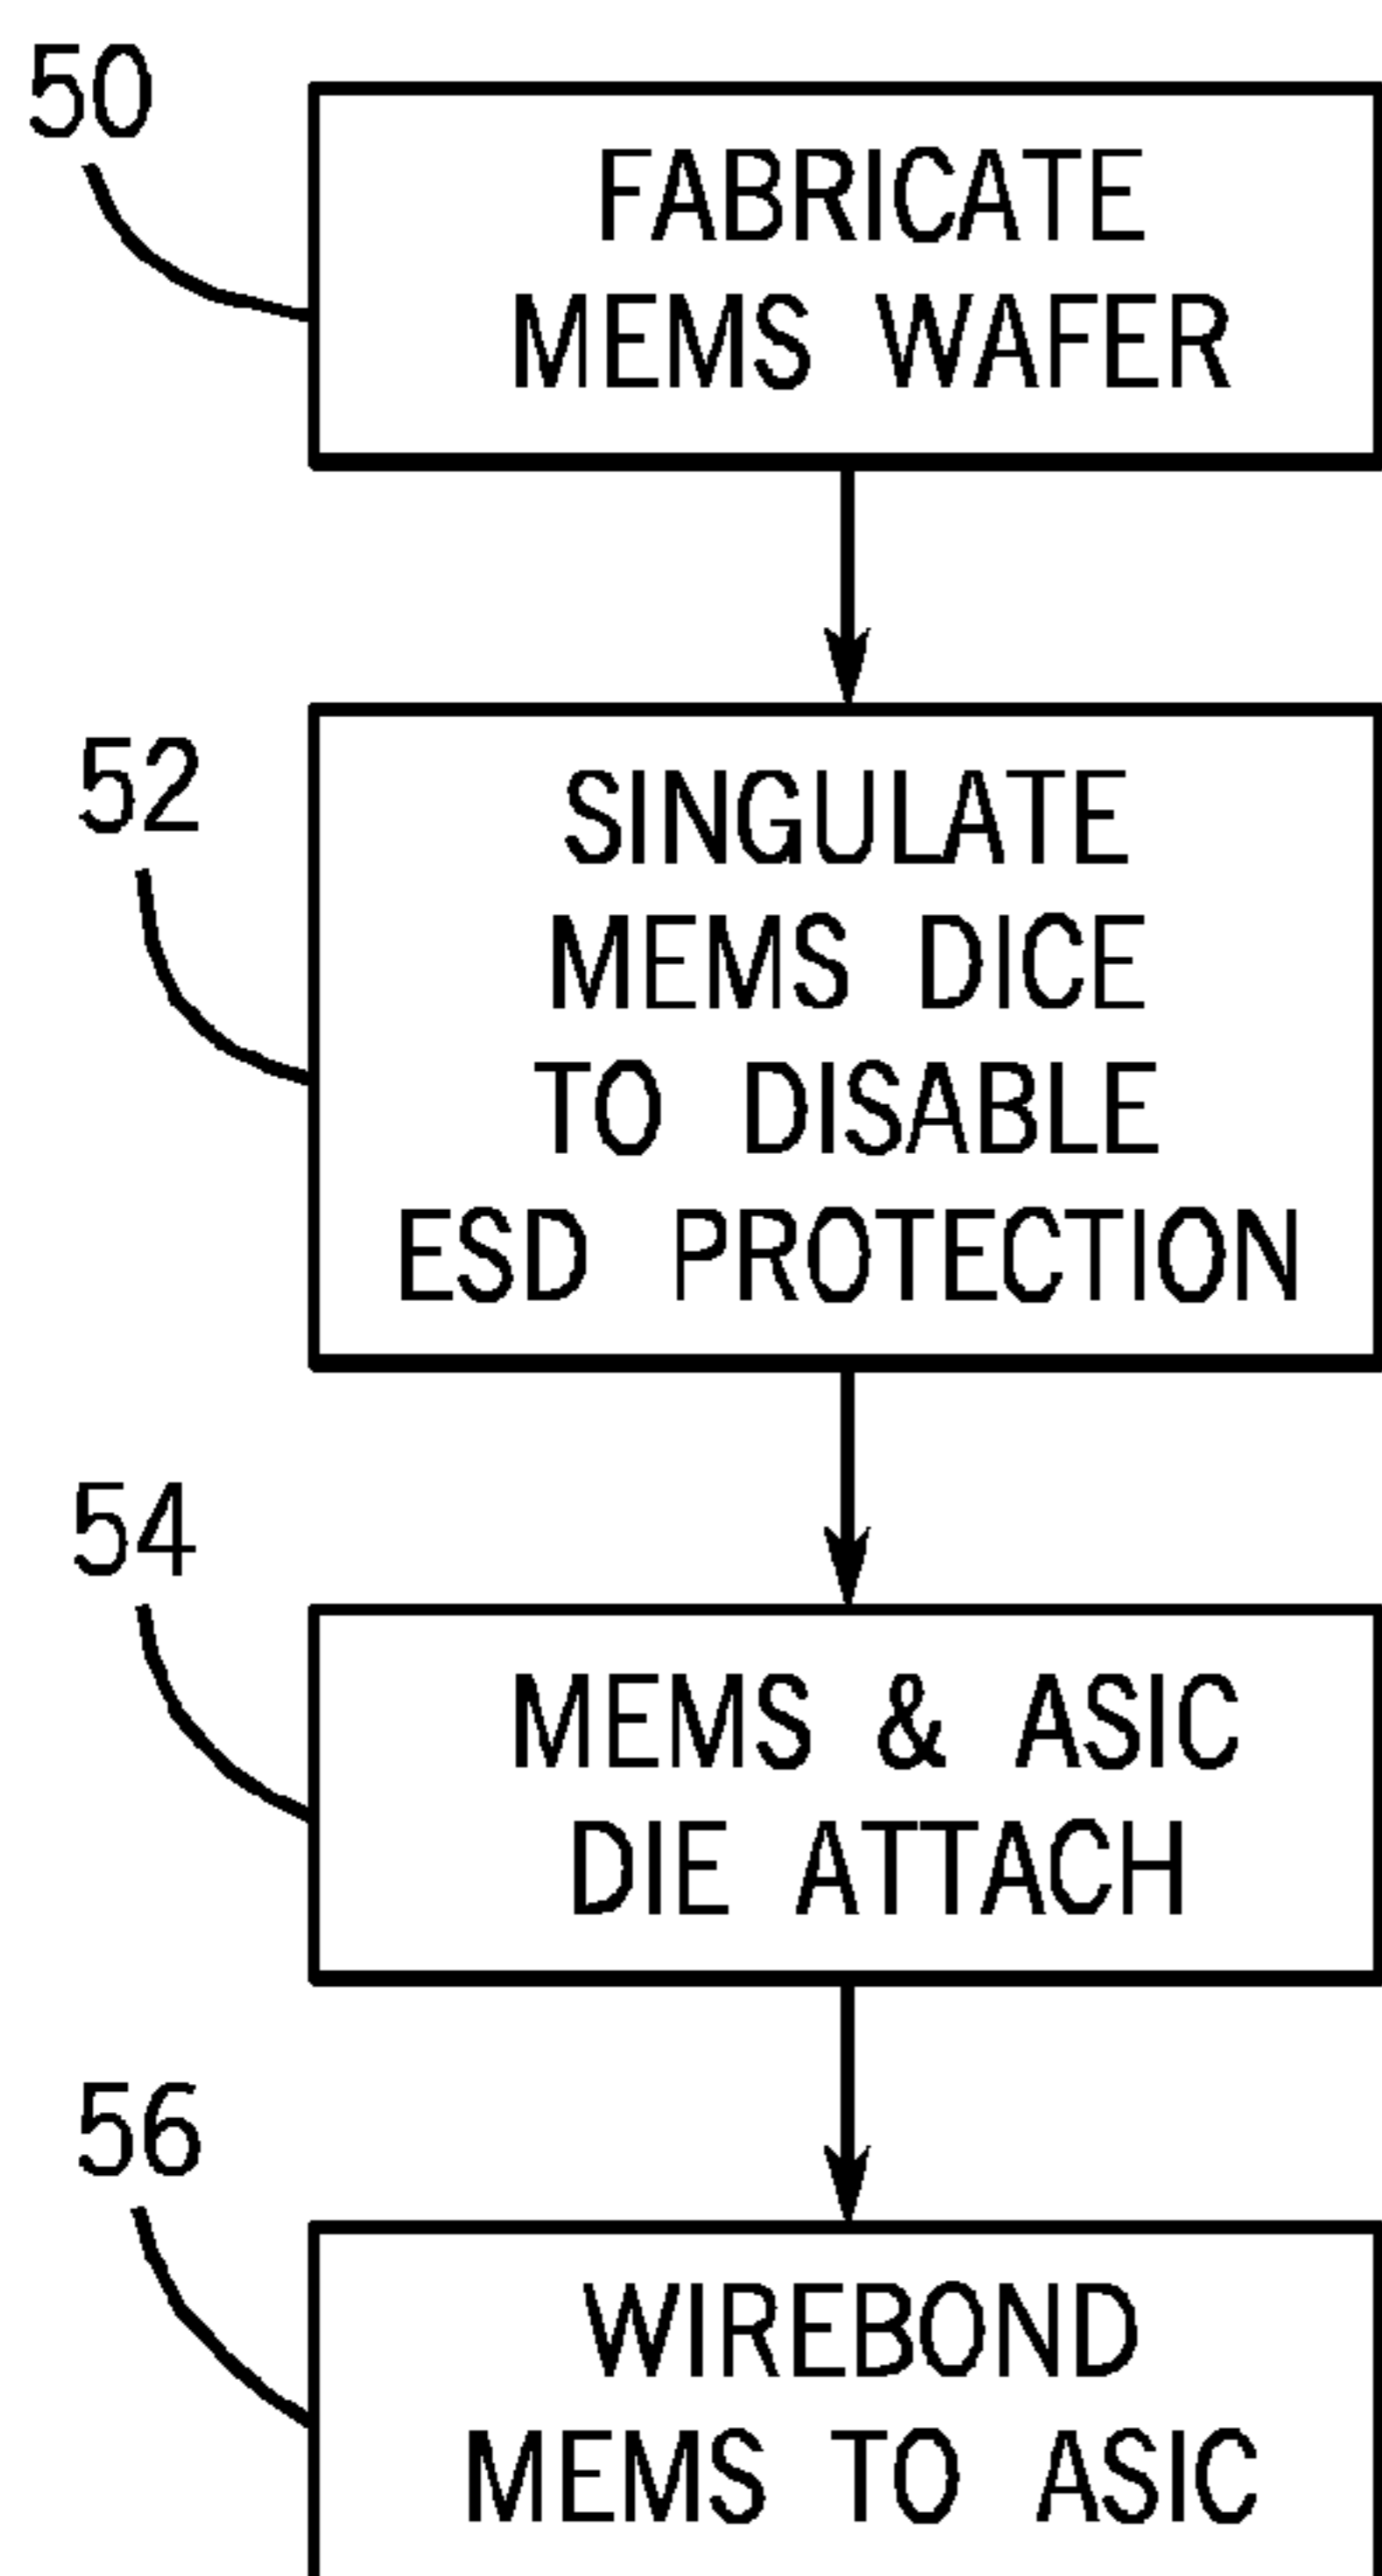 50
FABRICATE
MEMS WAFER
52
SINGULATE
MEMS DICE
TO DISABLE
ESD PROTECTION
54
MEMS & ASIC
DIE ATTACH
56
WIREBOND
MEMS TO ASIC